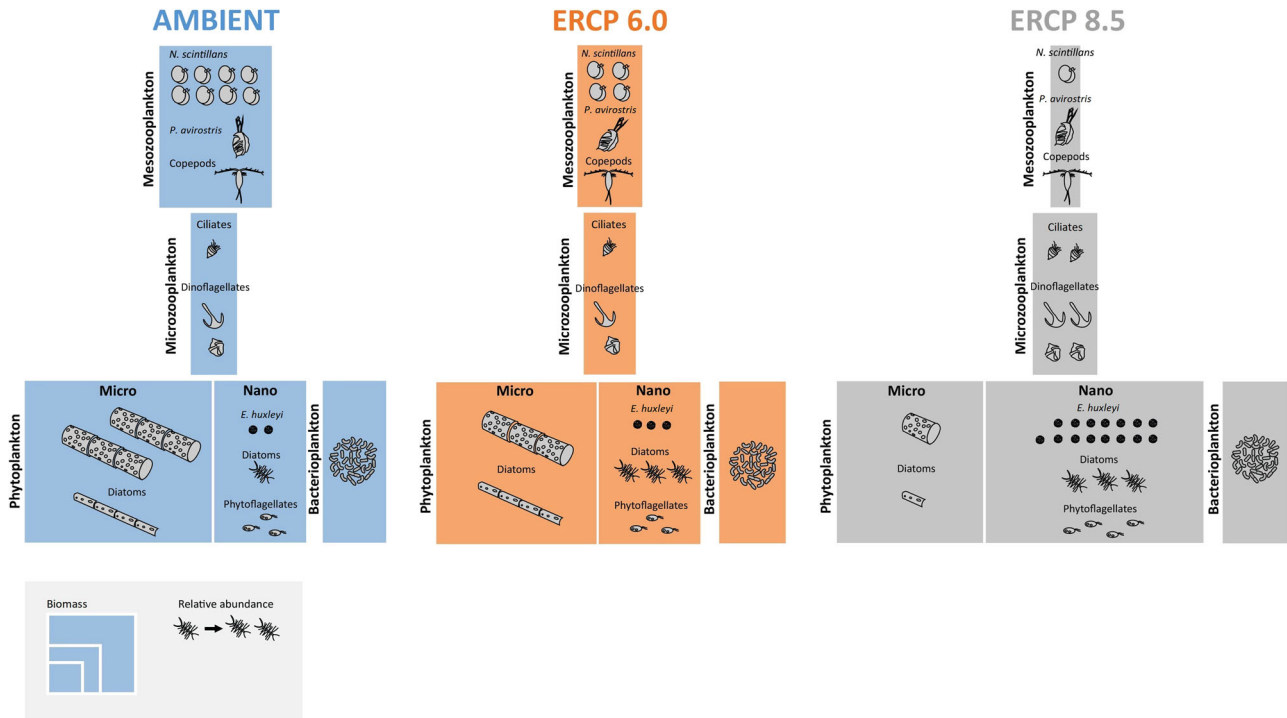 AMBIENT
Mesozooplankton
N. scintillans
P. avirostris
Copepods
Microzooplankton
Ciliates
Dinoflagellates
Phytoplankton
Micro
Diatoms
Nano
E. huxleyi
Diatoms
Phytoflagellates
Bacterioplankton
ERCP 6.0
Mesozooplankton
N. scintillans
P. avirostris
Copepods
Microzooplankton
Ciliates
Dinoflagellates
Phytoplankton
Micro
Diatoms
Nano
E. huxleyi
Diatoms
Phytoflagellates
Bacterioplankton
ERCP 8.5
Mesozooplankton
N. scintillans
P. avirostris
Copepods
Microzooplankton
Ciliates
Dinoflagellates
Phytoplankton
Micro
Diatoms
Nano
E. huxleyi
Diatoms
Phytoflagellates
Bacterioplankton
Biomass
Relative abundance